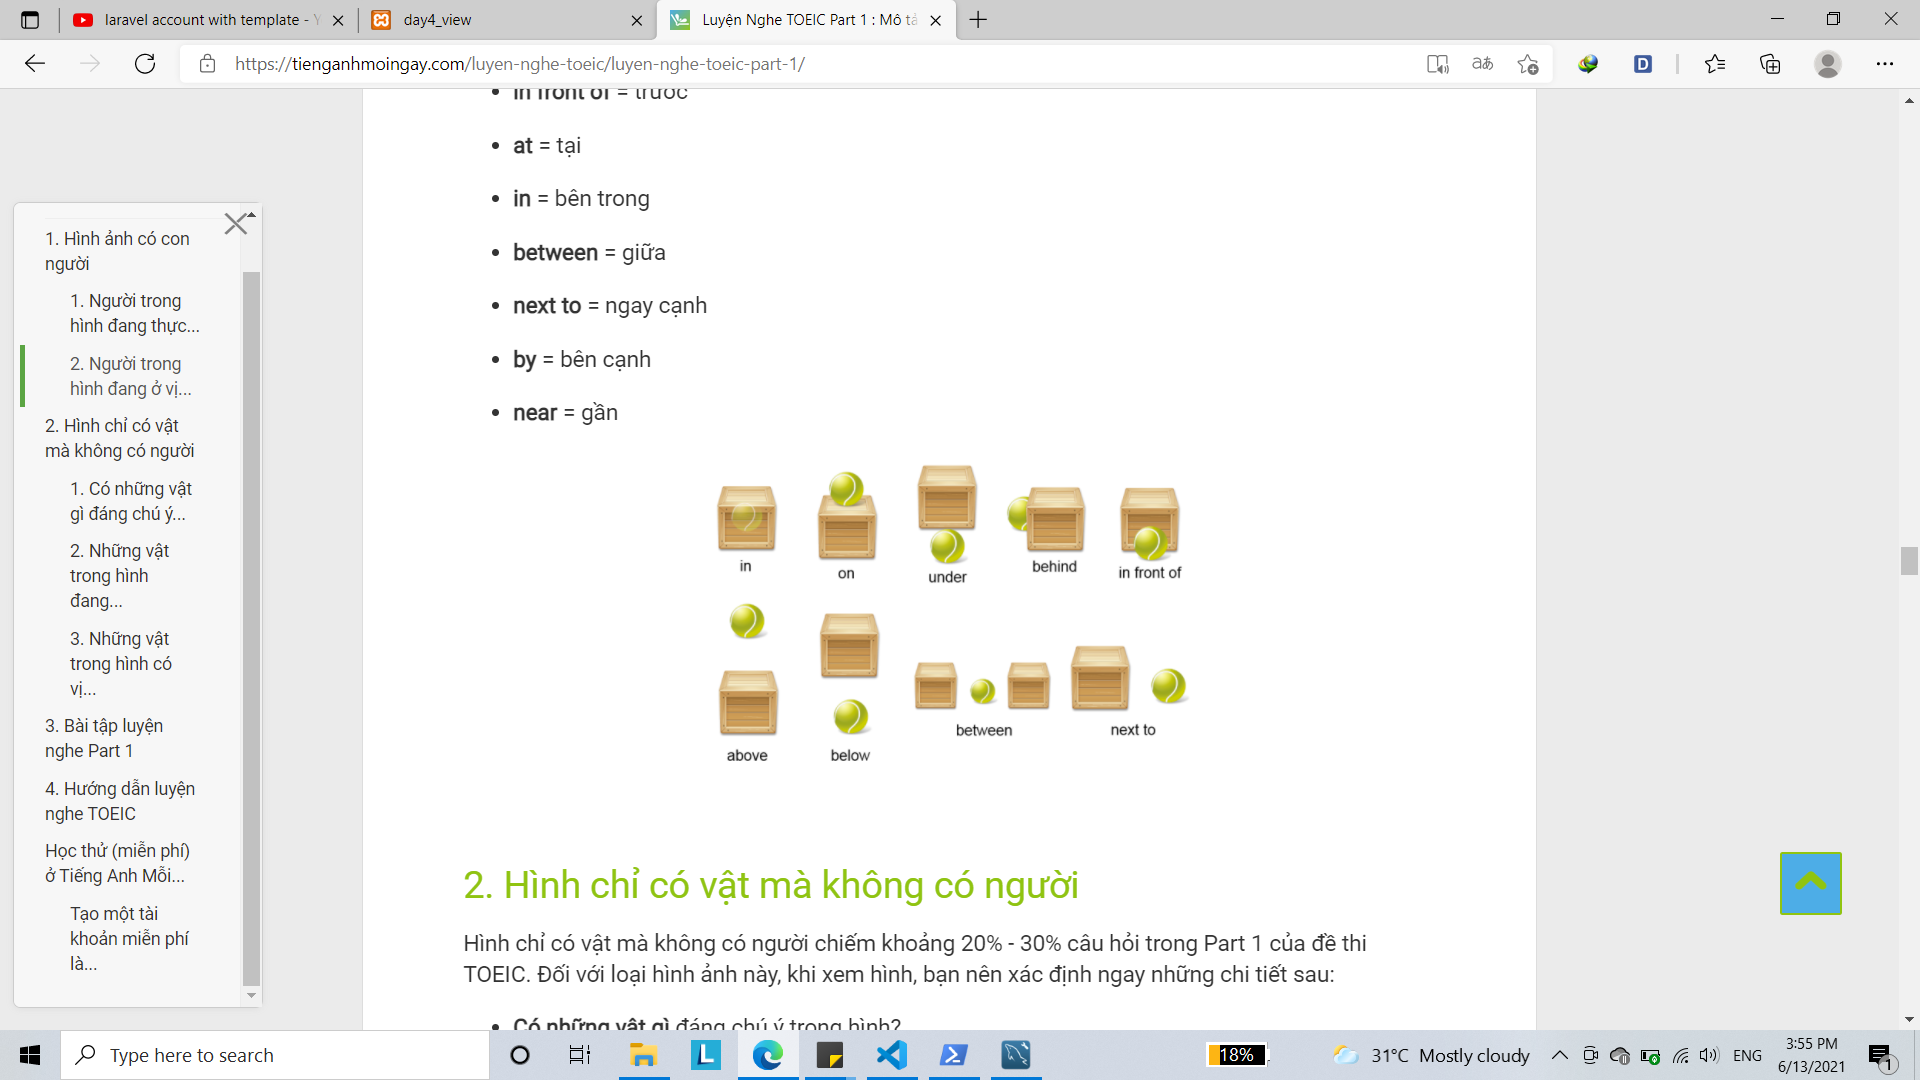 laravel account with template - Y
day4_view
Luyện Nghe TOEIC Part 1 : Mô tả
https://tienganhmoingay.com/luyen-nghe-toeic/luyen-nghe-toeic-part-1/
in front of = trước
at = tại
in = bên trong
between = giữa
next to = ngay cạnh
by = bên cạnh
near = gần
in
on
under
behind
in front of
above
below
between
next to
2. Hình chỉ có vật mà không có người
Hình chỉ có vật mà không có người chiếm khoảng 20% - 30% câu hỏi trong Part 1 của đề thi
TOEIC. Đối với loại hình ảnh này, khi xem hình, bạn nên xác định ngay những chi tiết sau:
Có những vật gì đáng chú ý trong hình?
1. Hình ảnh có con
người
1. Người trong
hình đang thực...
2. Người trong
hình đang ở vị...
2. Hình chỉ có vật
mà không có người
1. Có những vật
gì đáng chú ý...
2. Những vật
trong hình
đang...
3. Những vật
trong hình có
vị...
3. Bài tập luyện
nghe Part 1
4. Hướng dẫn luyện
nghe TOEIC
Học thử (miễn phí)
ở Tiếng Anh Mỗi...
Tạo một tài
khoản miễn phí
là...
Type here to search
18%
31°C Mostly cloudy
ENG
3:55 PM
6/13/2021
1